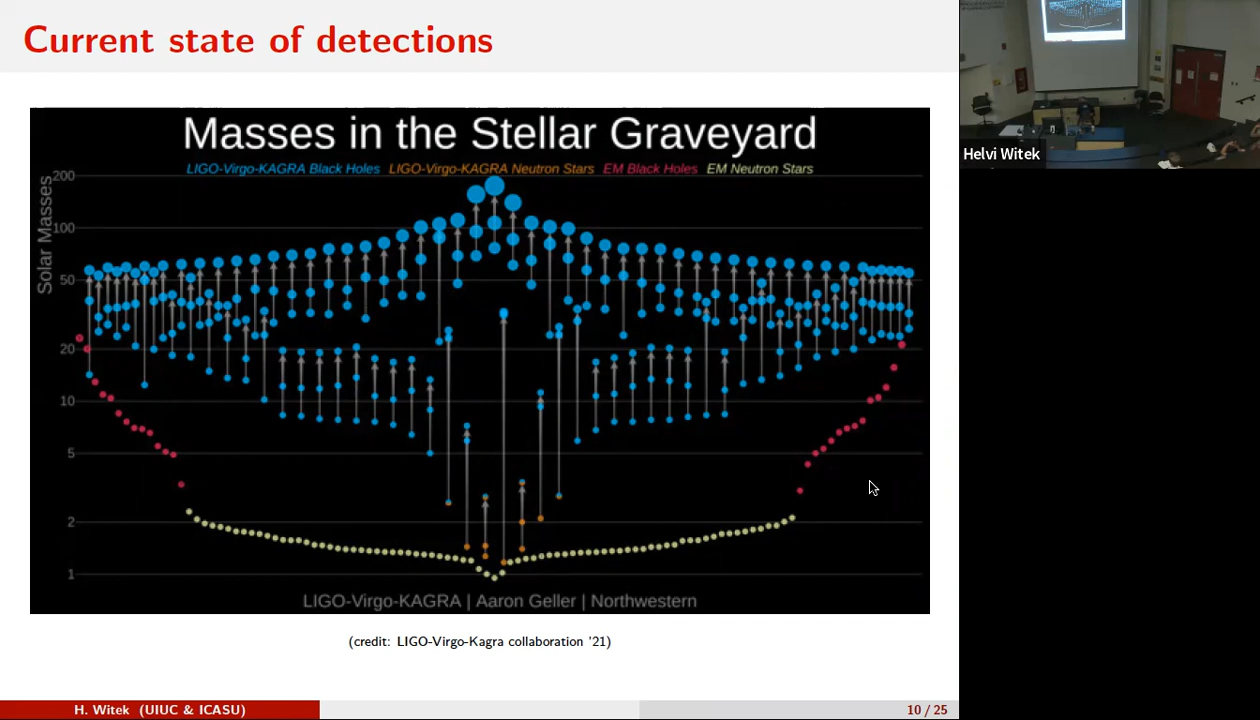 Current state of detections
Masses in the Stellar Graveyard
LIGO-Virgo-KAGRA Black Holes LIGO-Virgo-KAGRA Neutron Stars EM Black Holes EM Neutron Stars
Solar Masses
200
100
50
20
10
5
2
1
LIGO-Virgo-KAGRA | Aaron Geller | Northwestern
(credit: LIGO-Virgo-Kagra collaboration '21)
H. Witek (UIUC & ICASU)
10 / 25
Helvi Witek